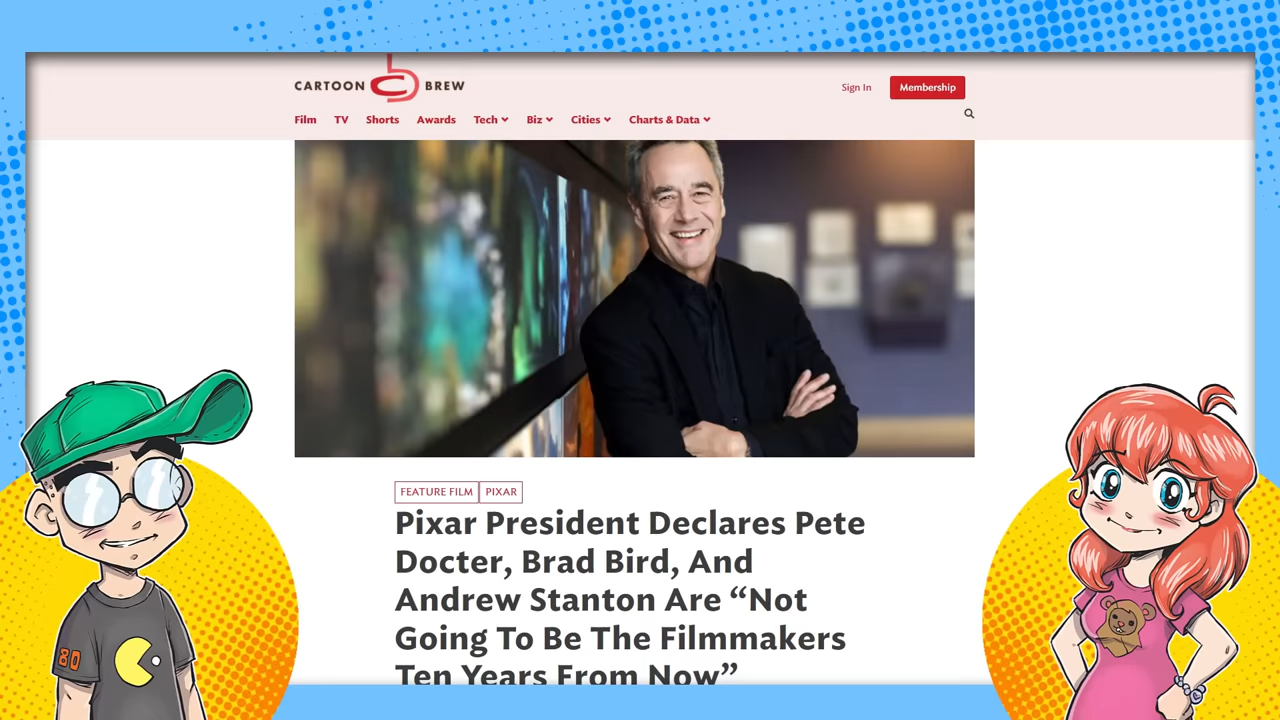 CARTOON BREW
Sign In
Membership
Film TV Shorts Awards Tech Biz Cities Charts & Data
FEATURE FILM PIXAR
Pixar President Declares Pete
Docter, Brad Bird, And
Andrew Stanton Are “Not
Going To Be The Filmmakers
Ten Years From Now”
80